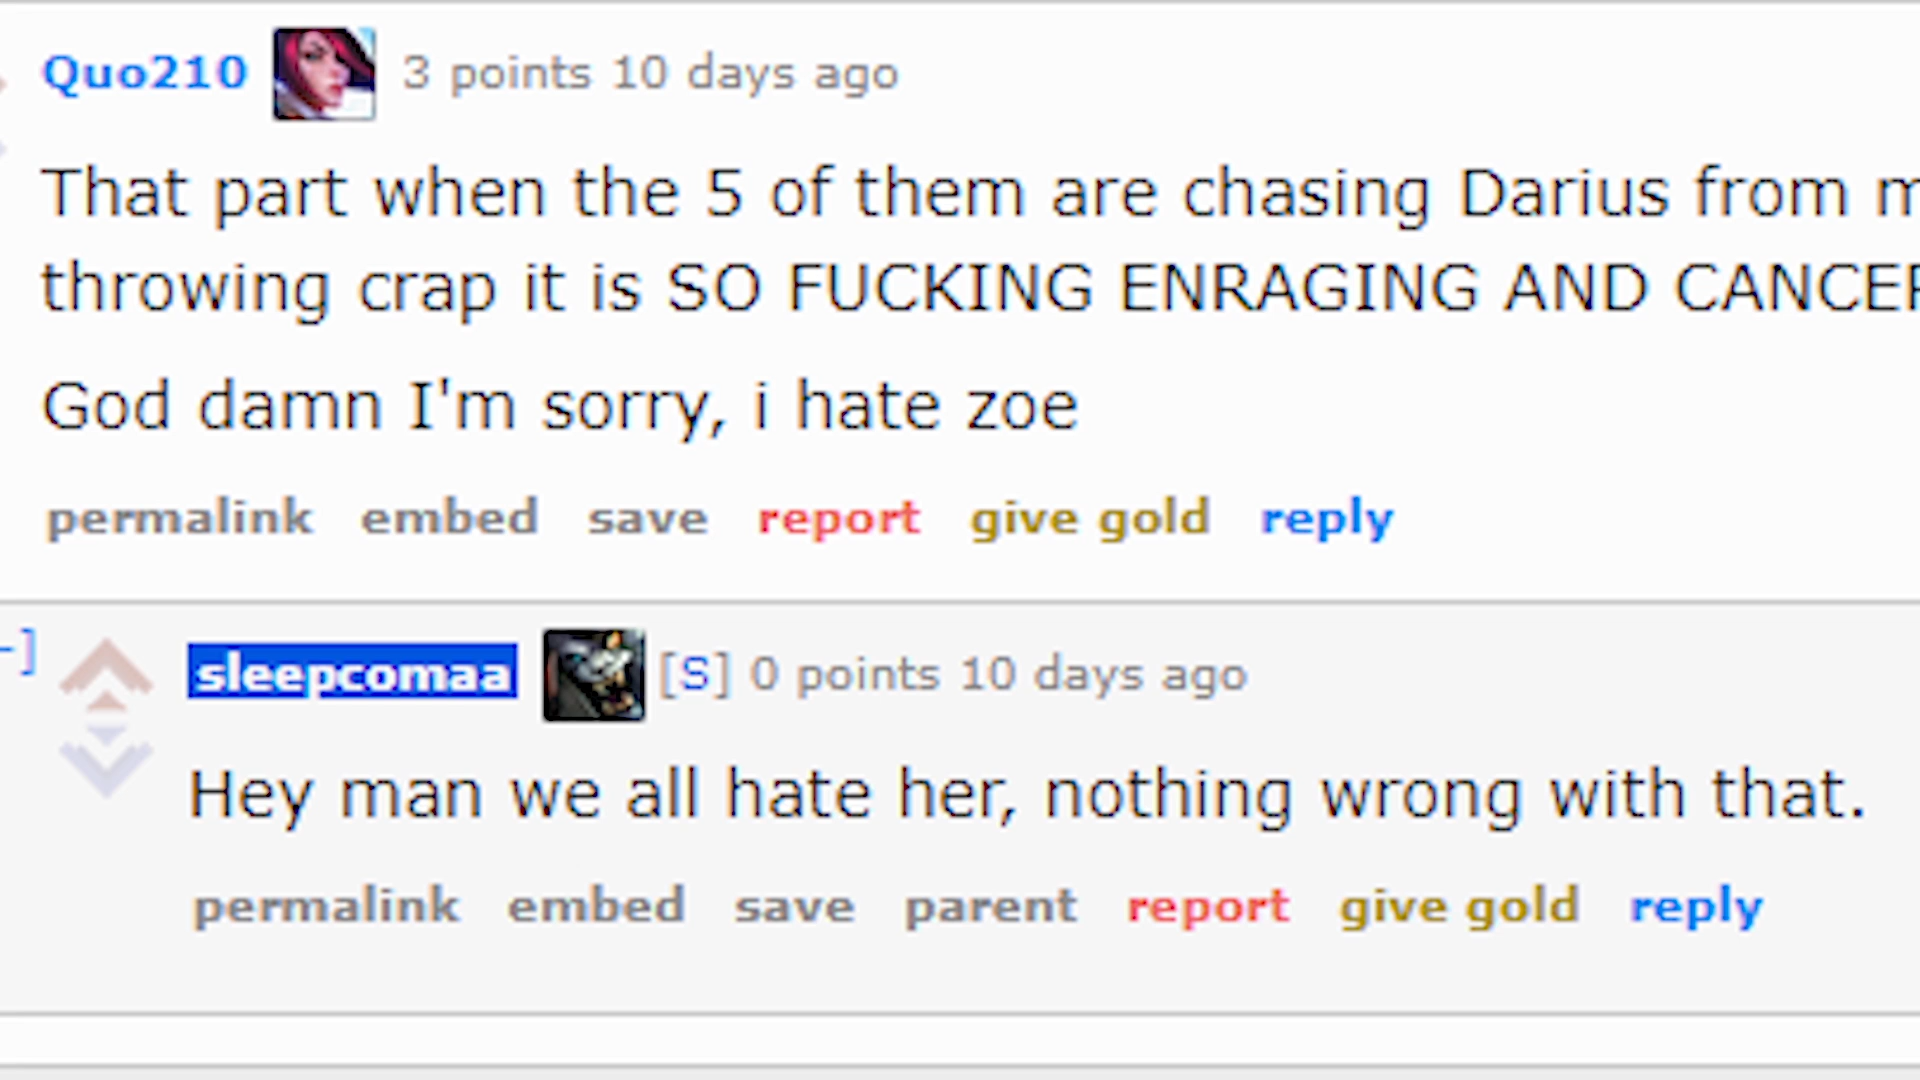 Quo210 3 points 10 days ago
That part when the 5 of them are chasing Darius from
throwing crap it is SO FUCKING ENRAGING AND
God damn I'm sorry, i hate zoe
permalink embed save report give gold reply
-]
sleepcomaa [S] 0 points 10 days ago
Hey man we all hate her, nothing wrong with that.
permalink embed save parent report give gold reply